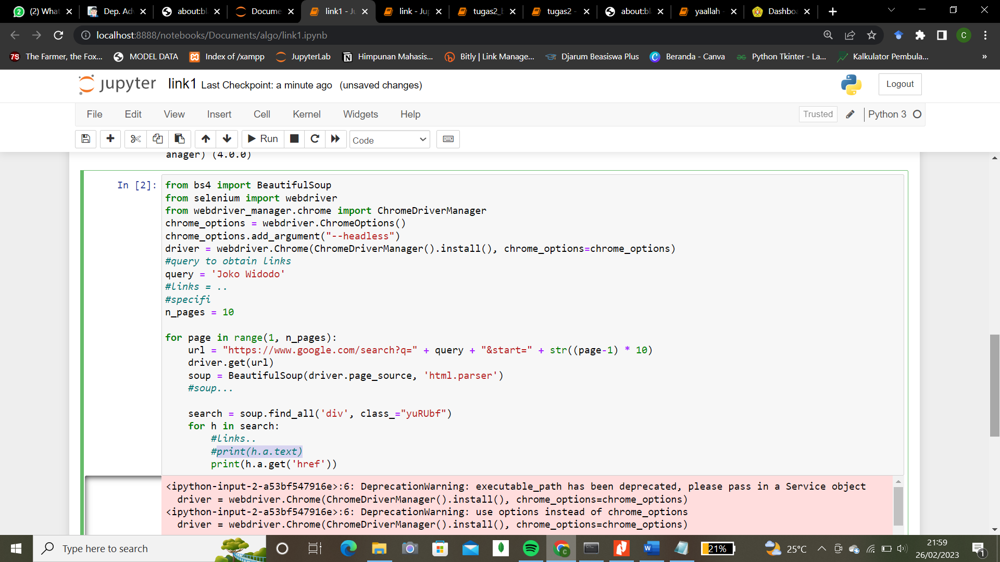 (2) What
Dep. Ad
about:bl
Docume
link1 - Ju
link - Jup
tugas2_b
tugas2 -
about:bl
yaallah -
Dashboa
localhost:8888/notebooks/Documents/algo/link1.ipynb
C
7S The Farmer, the Fox...
MODEL DATA
Index of /xampp
JupyterLab
Himpunan Mahasis...
Bitly | Link Manage...
Djarum Beasiswa Plus
Beranda - Canva
Python Tkinter - La...
Kalkulator Pembula...
»
jupyter link1 Last Checkpoint: a minute ago (unsaved changes)
Logout
File Edit View Insert Cell Kernel Widgets Help
Trusted
Python 3
Run
Code
anager) (4.0.0)
In [2]:
from bs4 import BeautifulSoup
from selenium import webdriver
from webdriver_manager.chrome import ChromeDriverManager
chrome_options = webdriver.ChromeOptions()
chrome_options.add_argument("--headless")
driver = webdriver.Chrome(ChromeDriverManager().install(), chrome_options=chrome_options)
#query to obtain links
query = 'Joko Widodo'
#links = ..
#specifi
n_pages = 10
for page in range(1, n_pages):
url = "https://www.google.com/search?q=" + query + "&start=" + str((page-1) * 10)
driver.get(url)
soup = BeautifulSoup(driver.page_source, 'html.parser')
#soup...
search = soup.find_all('div', class_="yuRUbf")
for h in search:
#links..
#print(h.a.text)
print(h.a.get('href'))
<ipython-input-2-a53bf547916e>:6: DeprecationWarning: executable_path has been deprecated, please pass in a Service object
driver = webdriver.Chrome(ChromeDriverManager().install(), chrome_options=chrome_options)
<ipython-input-2-a53bf547916e>:6: DeprecationWarning: use options instead of chrome_options
driver = webdriver.Chrome(ChromeDriverManager().install(), chrome_options=chrome_options)
Type here to search
21%
25°C
21:59
26/02/2023
1